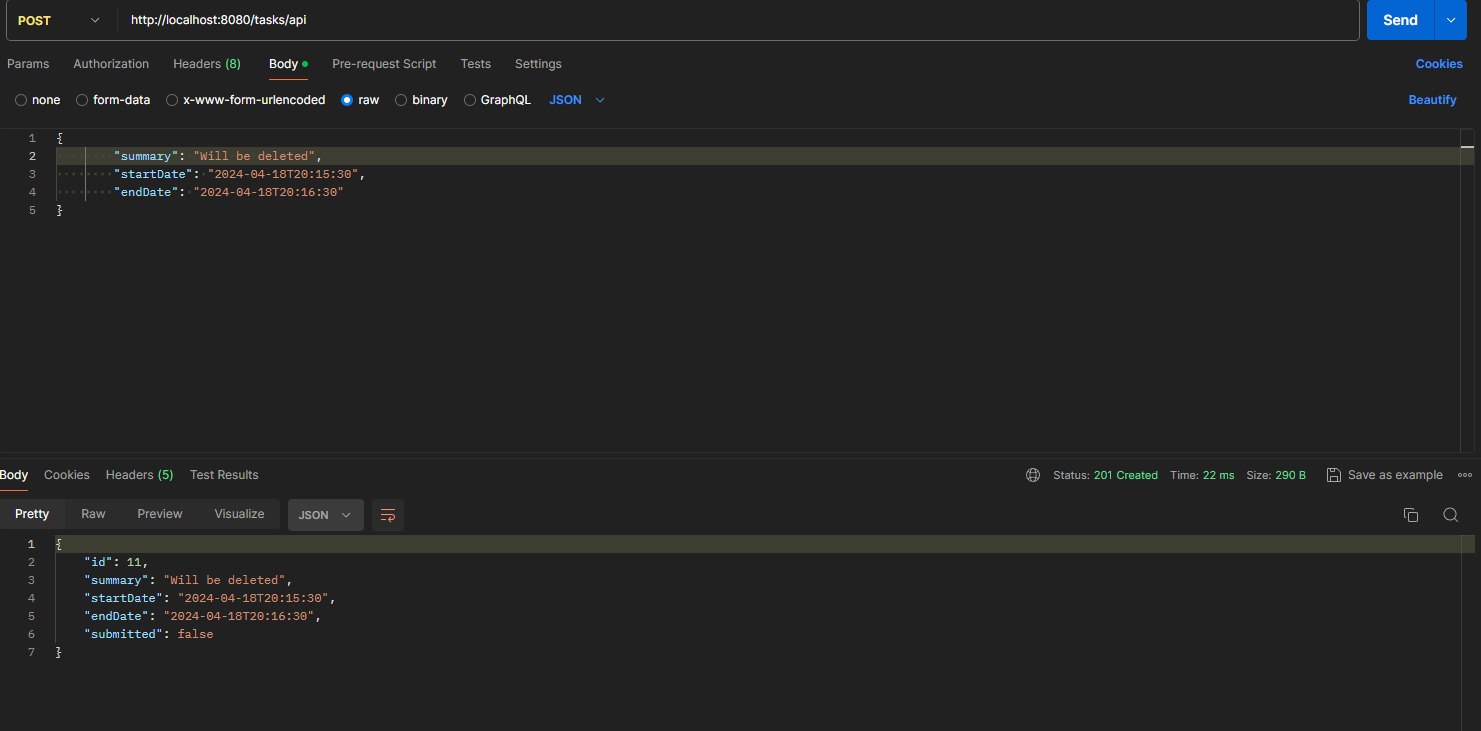 POST http://localhost:8080/tasks/api Send
Params Authorization Headers (8) Body Pre-request Script Tests Settings Cookies
none form-data x-www-form-urlencoded raw binary GraphQL JSON Beautify
1 {
2 "summary": "Will be deleted",
3 "startDate": "2024-04-18T20:15:30",
4 "endDate": "2024-04-18T20:16:30"
5 }
Body Cookies Headers (5) Test Results Status: 201 Created Time: 22 ms Size: 290 B Save as example
Pretty Raw Preview Visualize JSON
1 {
2 "id": 11,
3 "summary": "Will be deleted",
4 "startDate": "2024-04-18T20:15:30",
5 "endDate": "2024-04-18T20:16:30",
6 "submitted": false
7 }